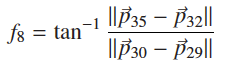 f₈ = tan⁻¹ ||p⃗35 − p⃗32|| / ||p⃗30 − p⃗29||